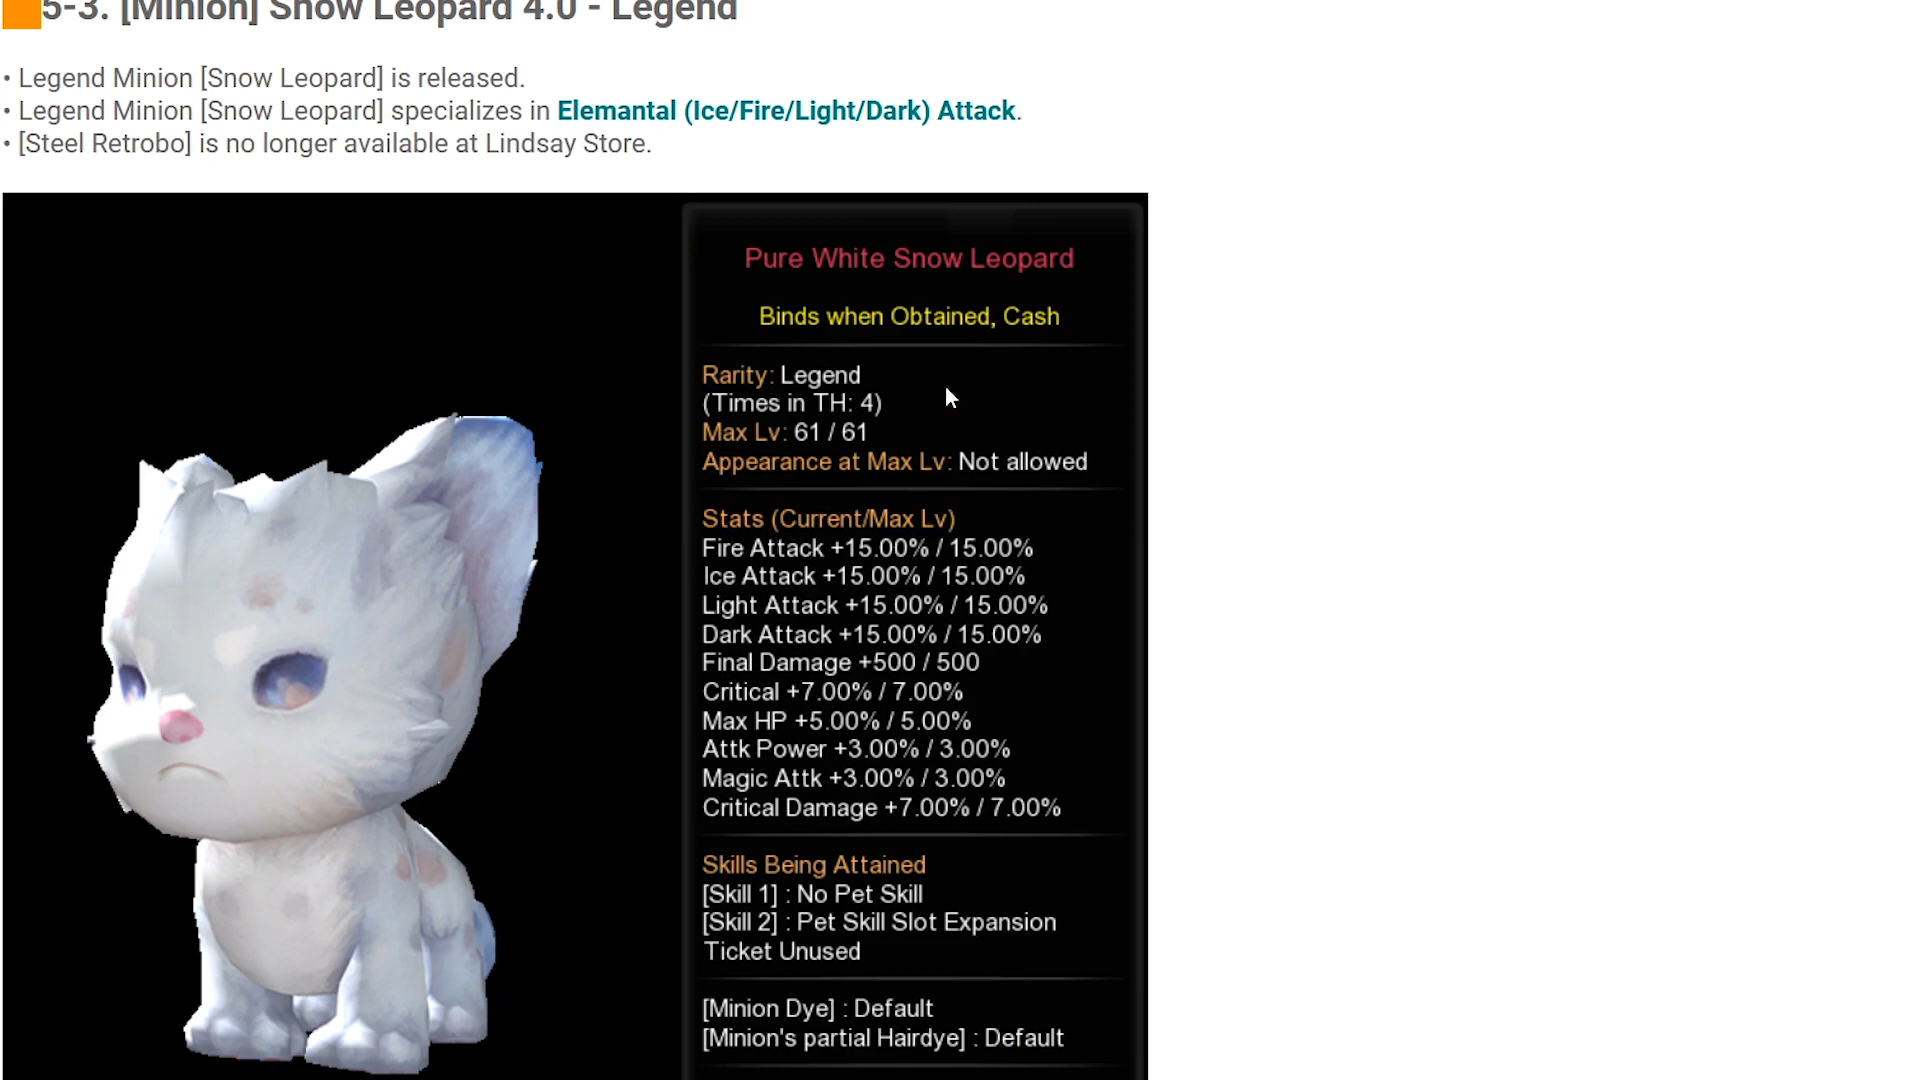 5-3. [Minion] Snow Leopard 4.0 - Legend
• Legend Minion [Snow Leopard] is released.
• Legend Minion [Snow Leopard] specializes in Elemantal (Ice/Fire/Light/Dark) Attack.
• [Steel Retrobo] is no longer available at Lindsay Store.
Pure White Snow Leopard
Binds when Obtained, Cash
Rarity: Legend
(Times in TH: 4)
Max Lv: 61 / 61
Appearance at Max Lv: Not allowed
Stats (Current/Max Lv)
Fire Attack +15.00% / 15.00%
Ice Attack +15.00% / 15.00%
Light Attack +15.00% / 15.00%
Dark Attack +15.00% / 15.00%
Final Damage +500 / 500
Critical +7.00% / 7.00%
Max HP +5.00% / 5.00%
Attk Power +3.00% / 3.00%
Magic Attk +3.00% / 3.00%
Critical Damage +7.00% / 7.00%
Skills Being Attained
[Skill 1] : No Pet Skill
[Skill 2] : Pet Skill Slot Expansion
Ticket Unused
[Minion Dye] : Default
[Minion's partial Hairdye] : Default